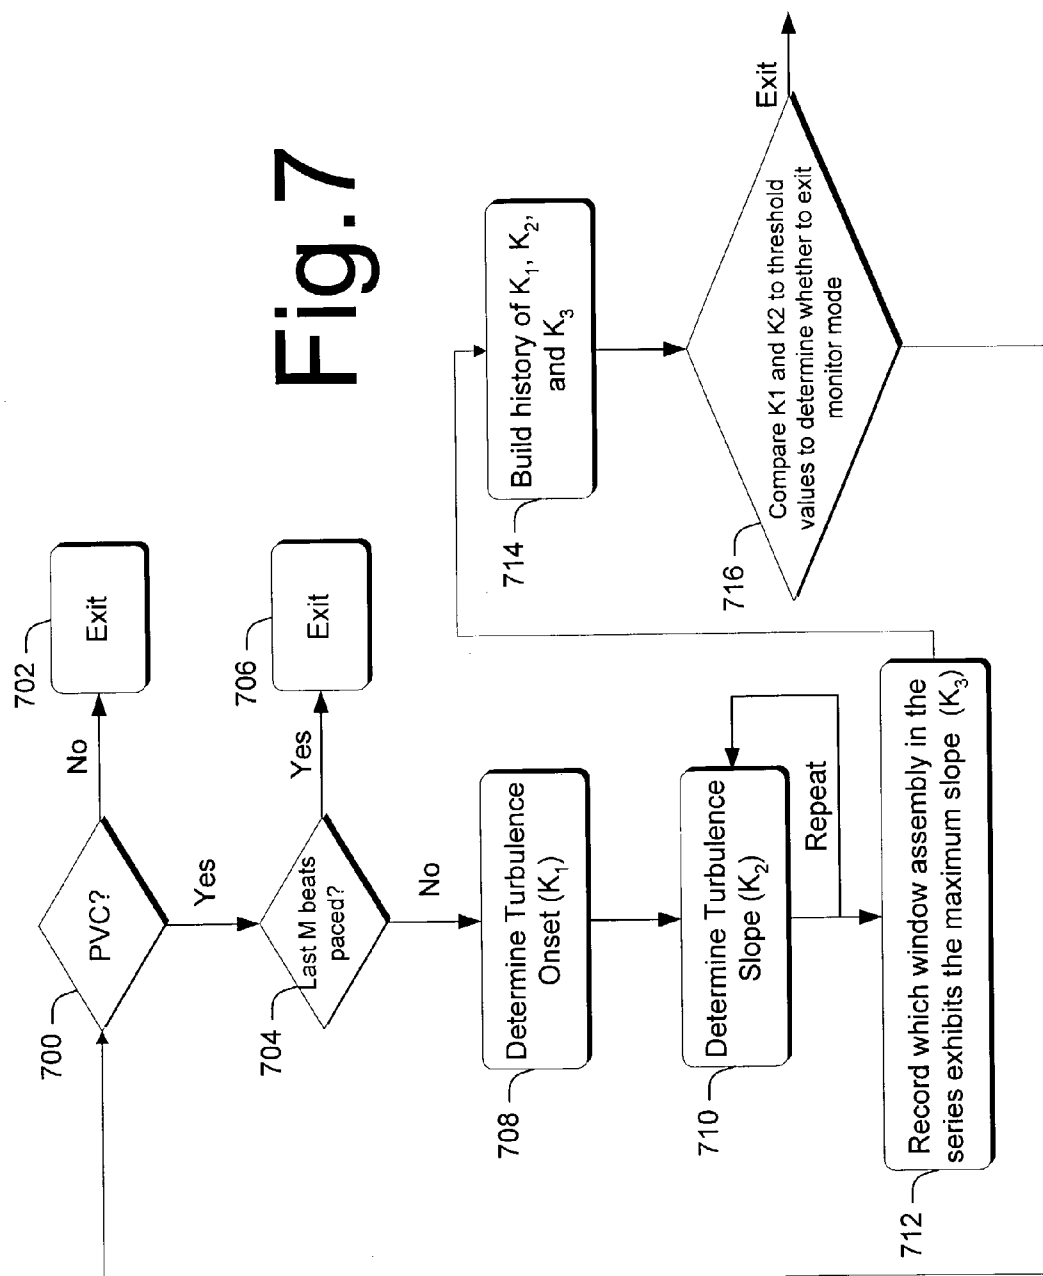 700
PVC?
No
702
Exit
Yes
704
Last M beats
paced?
Yes
706
Exit
No
708
Determine Turbulence
Onset (K1)
710
Determine Turbulence
Slope (K2)
Repeat
712
Record which window assembly in the
series exhibits the maximum slope (K3)
714
Build history of K1, K2,
and K3
716
Compare K1 and K2 to threshold
values to determine whether to exit
monitor mode
Exit
Fig.7